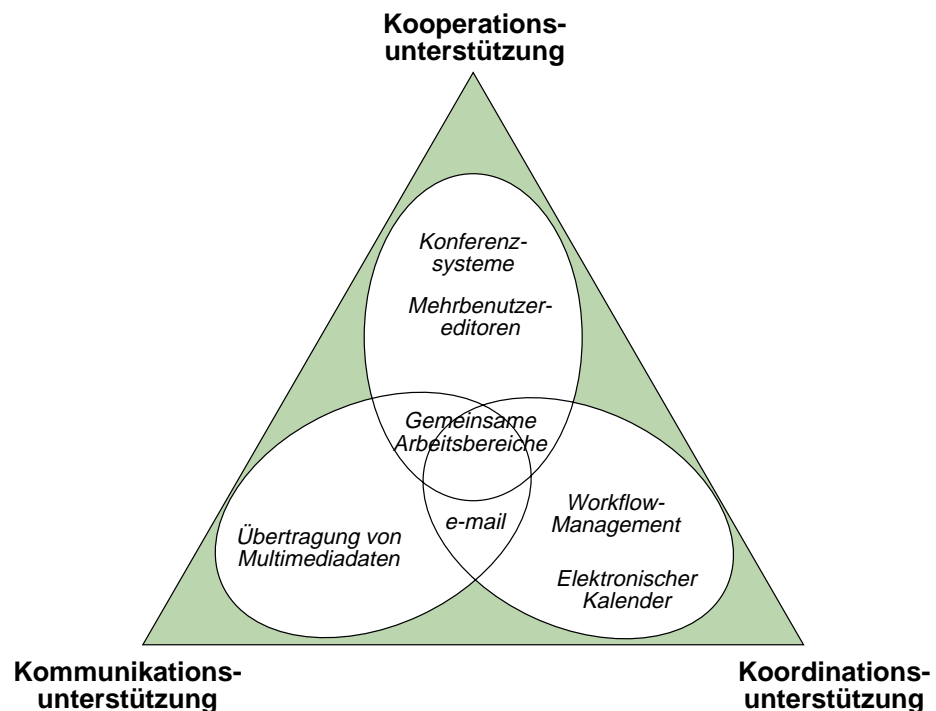 Kooperations-
unterstützung
Konferenz-
systeme
Mehrbenutzer-
editoren
Gemeinsame
Arbeitsbereiche
e-mail
Übertragung von
Multimediadaten
Workflow-
Management
Elektronischer
Kalender
Kommunikations-
unterstützung
Koordinations-
unterstützung